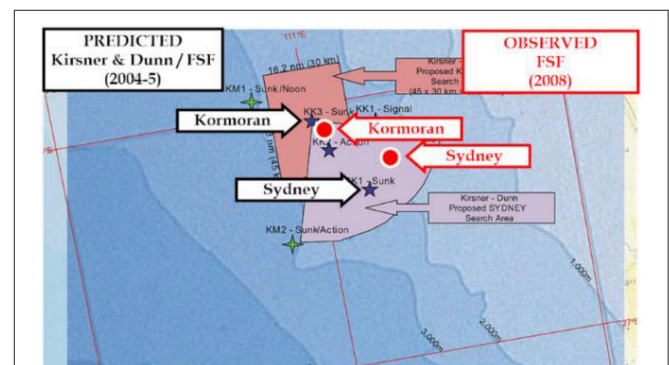 PREDICTED
Kirsner & Dunn / FSF
(2004-5)
111°E
OBSERVED
FSF
(2008)
16.2 nm (30 km)
Kirsner -
Proposed K
Search
(45 x 30 km
KM1 - Sunk /Noon
KK3 - Sunk
KK1 - Signal
Kormoran
Kormoran
Action
Sydney
Sydney
KK1 - Sunk
Kirsner - Dunn
Proposed SYDNEY
Search Area
KM2 - Sunk/Action
1,000m
2,000m
3,000m
27°S